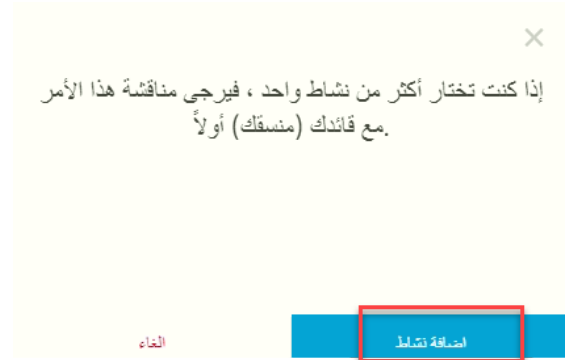 إذا كنت تختار أكثر من نشاط واحد ، فيرجى مناقشة هذا الأمر
مع قائدك (منسقك) أولاً.
اضافة نشاط
الغاء